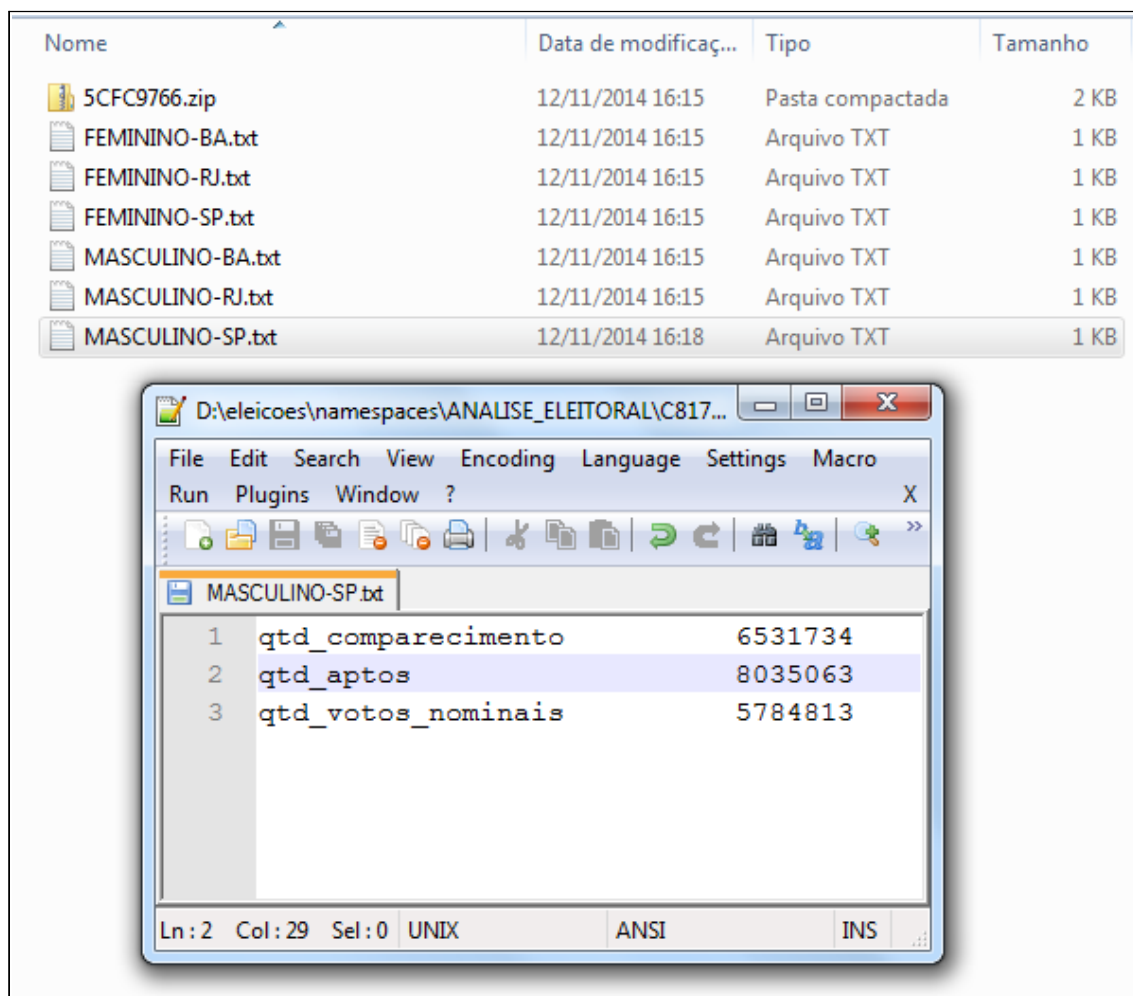 Nome Data de modificaç... Tipo Tamanho
5CFC9766.zip 12/11/2014 16:15 Pasta compactada 2 KB
FEMININO-BA.txt 12/11/2014 16:15 Arquivo TXT 1 KB
FEMININO-RJ.txt 12/11/2014 16:15 Arquivo TXT 1 KB
FEMININO-SP.txt 12/11/2014 16:15 Arquivo TXT 1 KB
MASCULINO-BA.txt 12/11/2014 16:15 Arquivo TXT 1 KB
MASCULINO-RJ.txt 12/11/2014 16:15 Arquivo TXT 1 KB
MASCULINO-SP.txt 12/11/2014 16:18 Arquivo TXT 1 KB
D:\eleicoes\namespaces\ANALISE_ELEITORAL\C817...
File Edit Search View Encoding Language Settings Macro
Run Plugins Window ? X
MASCULINO-SP.txt
1 qtd_comparecimento 6531734
2 qtd_aptos 8035063
3 qtd_votos_nominais 5784813
Ln : 2 Col : 29 Sel : 0 UNIX ANSI INS